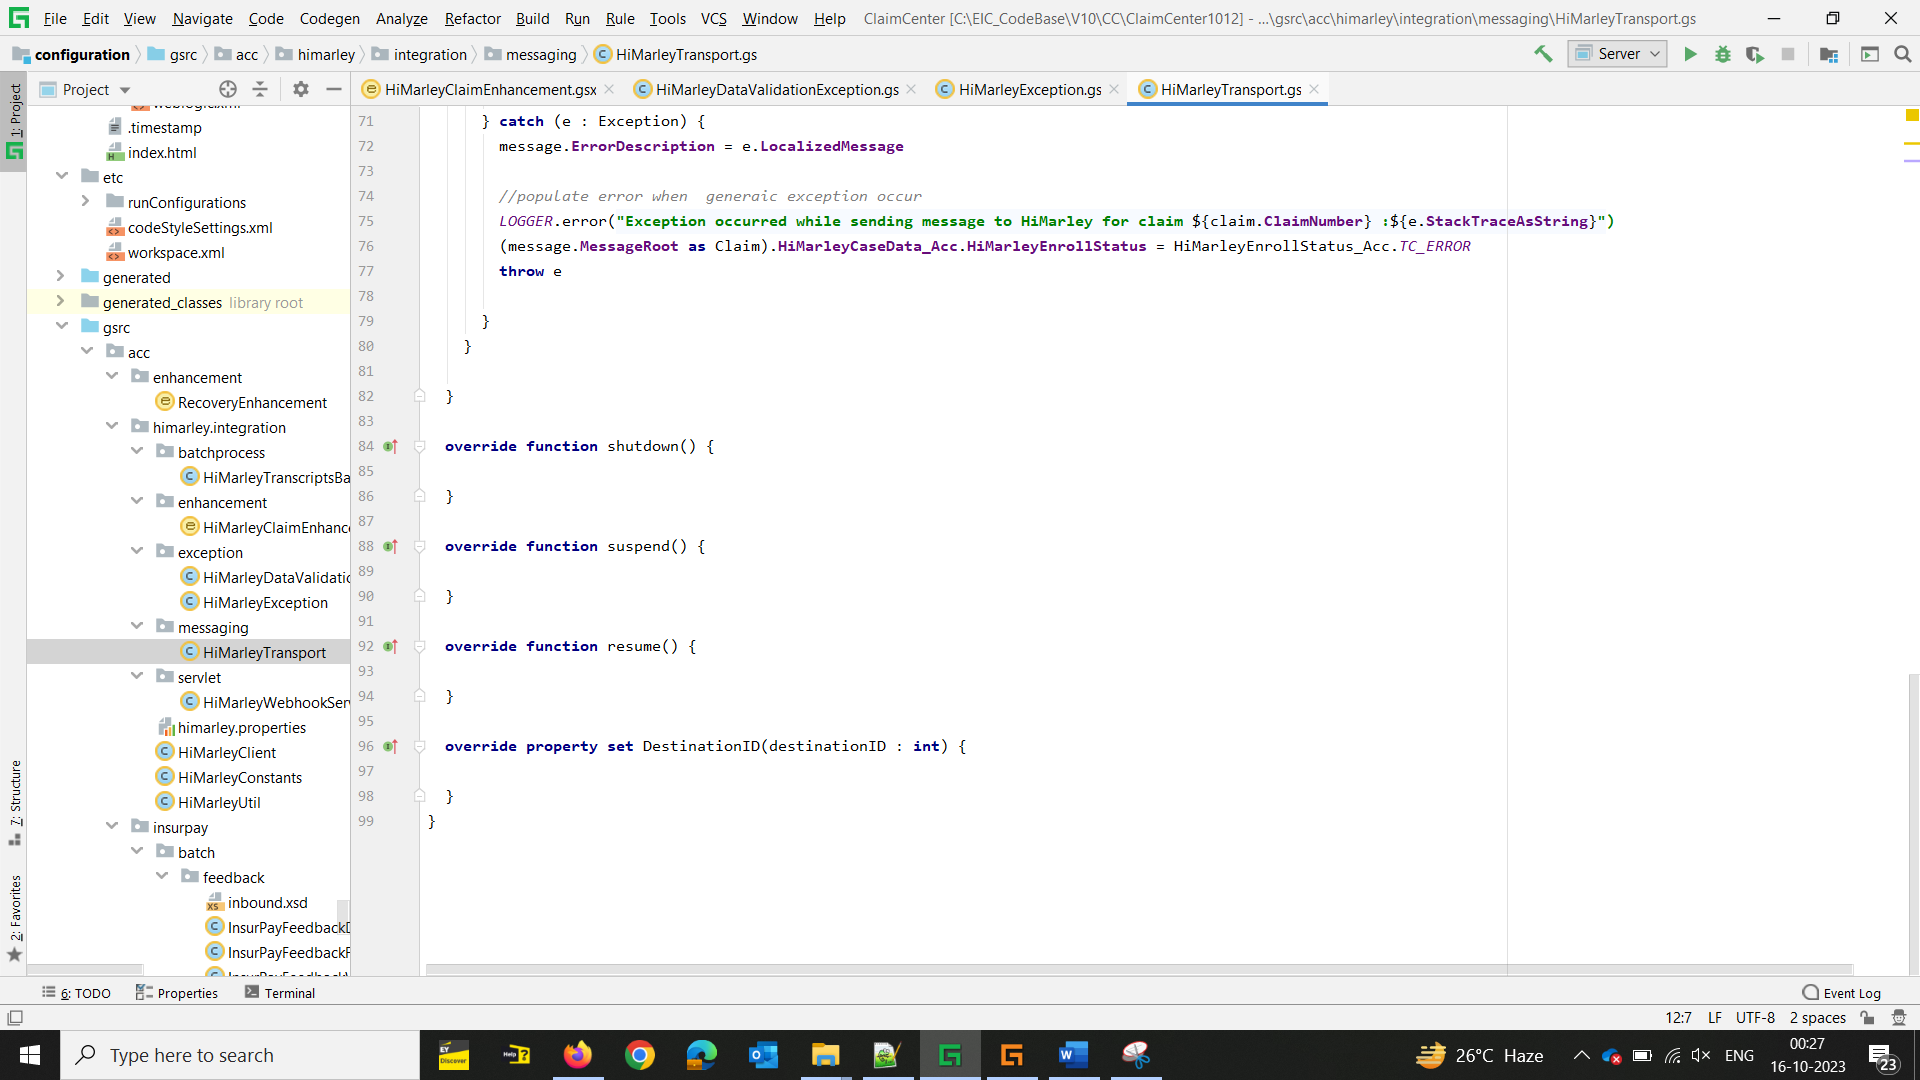 File Edit View Navigate Code Codegen Analyze Refactor Build Run Rule Tools VCS Window Help ClaimCenter [C:\EIC_CodeBase\V10\CC\ClaimCenter1012] - ...\gsrc\acc\himarley\integration\messaging\HiMarleyTransport.gs
configuration gsrc acc himarley integration messaging HiMarleyTransport.gs Server
Project HiMarleyClaimEnhancement.gsx HiMarleyDataValidationException.gs HiMarleyException.gs HiMarleyTransport.gs
1: Project
7: Structure
2: Favorites
.timestamp
index.html
etc
runConfigurations
codeStyleSettings.xml
workspace.xml
generated
generated_classes library root
gsrc
acc
enhancement
RecoveryEnhancement
himarley.integration
batchprocess
HiMarleyTranscriptsBa
enhancement
HiMarleyClaimEnhance
exception
HiMarleyDataValidatio
HiMarleyException
messaging
HiMarleyTransport
servlet
HiMarleyWebhookServ
himarley.properties
HiMarleyClient
HiMarleyConstants
HiMarleyUtil
insurpay
batch
feedback
inbound.xsd
InsurPayFeedbackD
InsurPayFeedbackF
71 } catch (e : Exception) {
72 message.ErrorDescription = e.LocalizedMessage
73
74 //populate error when  generaic exception occur
75 LOGGER.error("Exception occurred while sending message to HiMarley for claim ${claim.ClaimNumber} :${e.StackTraceAsString}")
76 (message.MessageRoot as Claim).HiMarleyCaseData_Acc.HiMarleyEnrollStatus = HiMarleyEnrollStatus_Acc.TC_ERROR
77 throw e
78
79 }
80 }
81
82 }
83
84 override function shutdown() {
85
86 }
87
88 override function suspend() {
89
90 }
91
92 override function resume() {
93
94 }
95
96 override property set DestinationID(destinationID : int) {
97
98 }
99 }
6: TODO Properties Terminal Event Log
12:7 LF UTF-8 2 spaces
Type here to search
EY Discover
Help ?
26°C Haze
ENG
00:27
16-10-2023
23